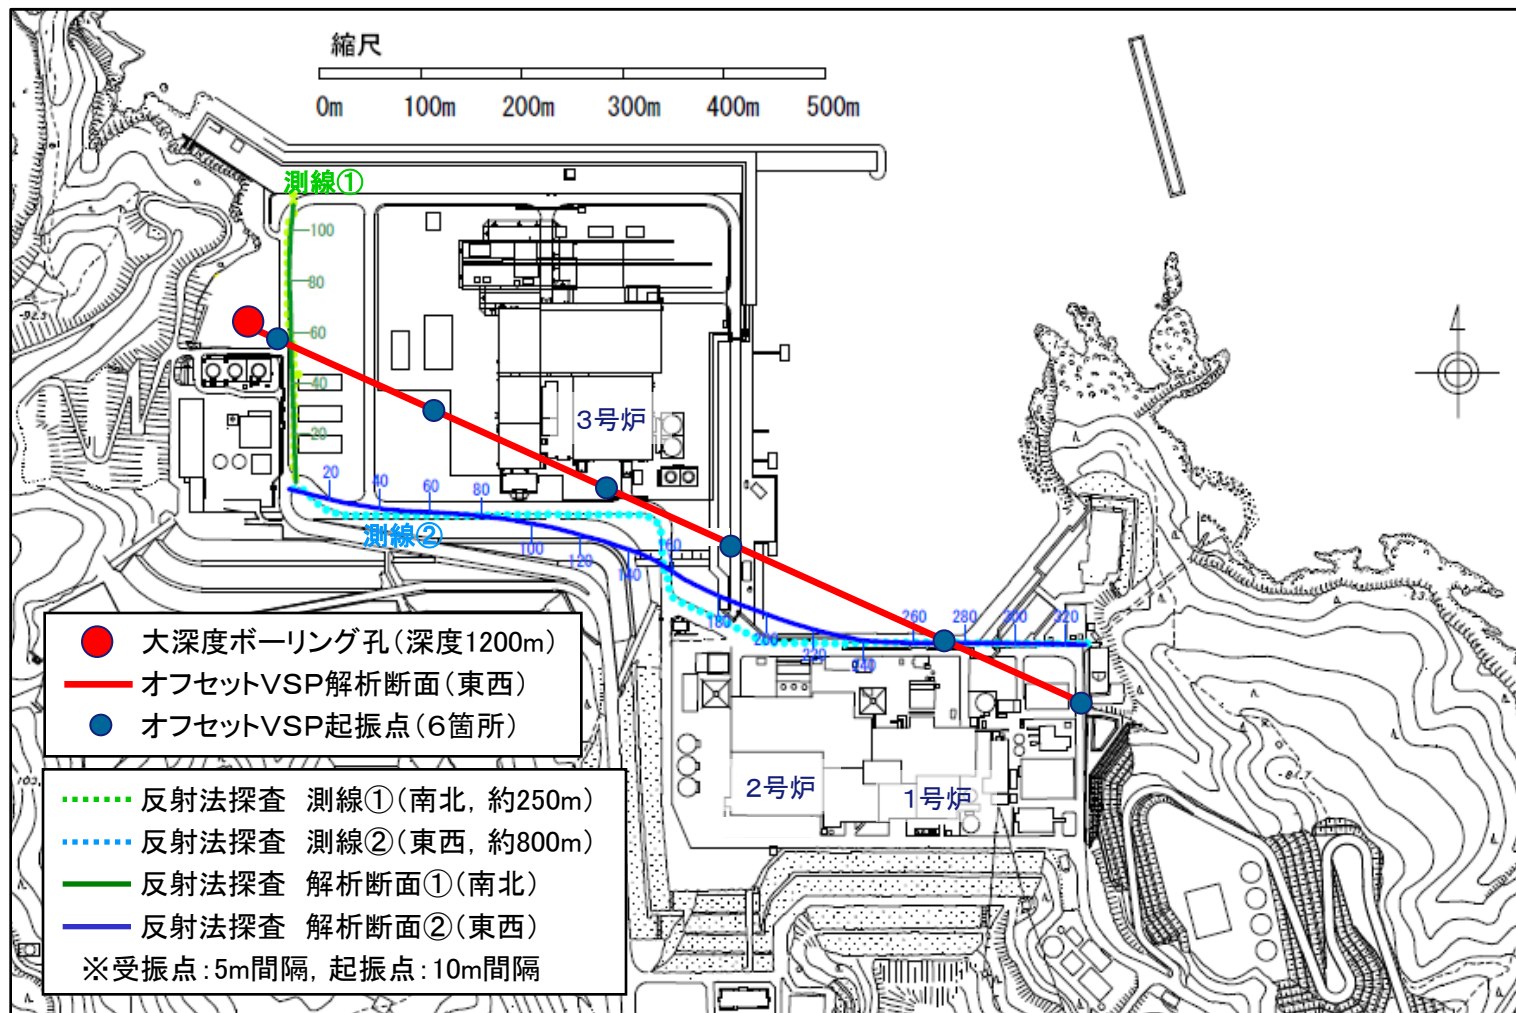 縮尺
0m 100m 200m 300m 400m 500m
測線①
100
80
60
40
20
3号炉
20 40 60 80
測線②
100 120 140 160
180 200 220 240
260 280 300 320
2号炉
1号炉
大深度ボーリング孔(深度1200m)
オフセットVSP解析断面(東西)
オフセットVSP起振点(6箇所)
反射法探査 測線①(南北, 約250m)
反射法探査 測線②(東西, 約800m)
反射法探査 解析断面①(南北)
反射法探査 解析断面②(東西)
※受振点:5m間隔, 起振点:10m間隔